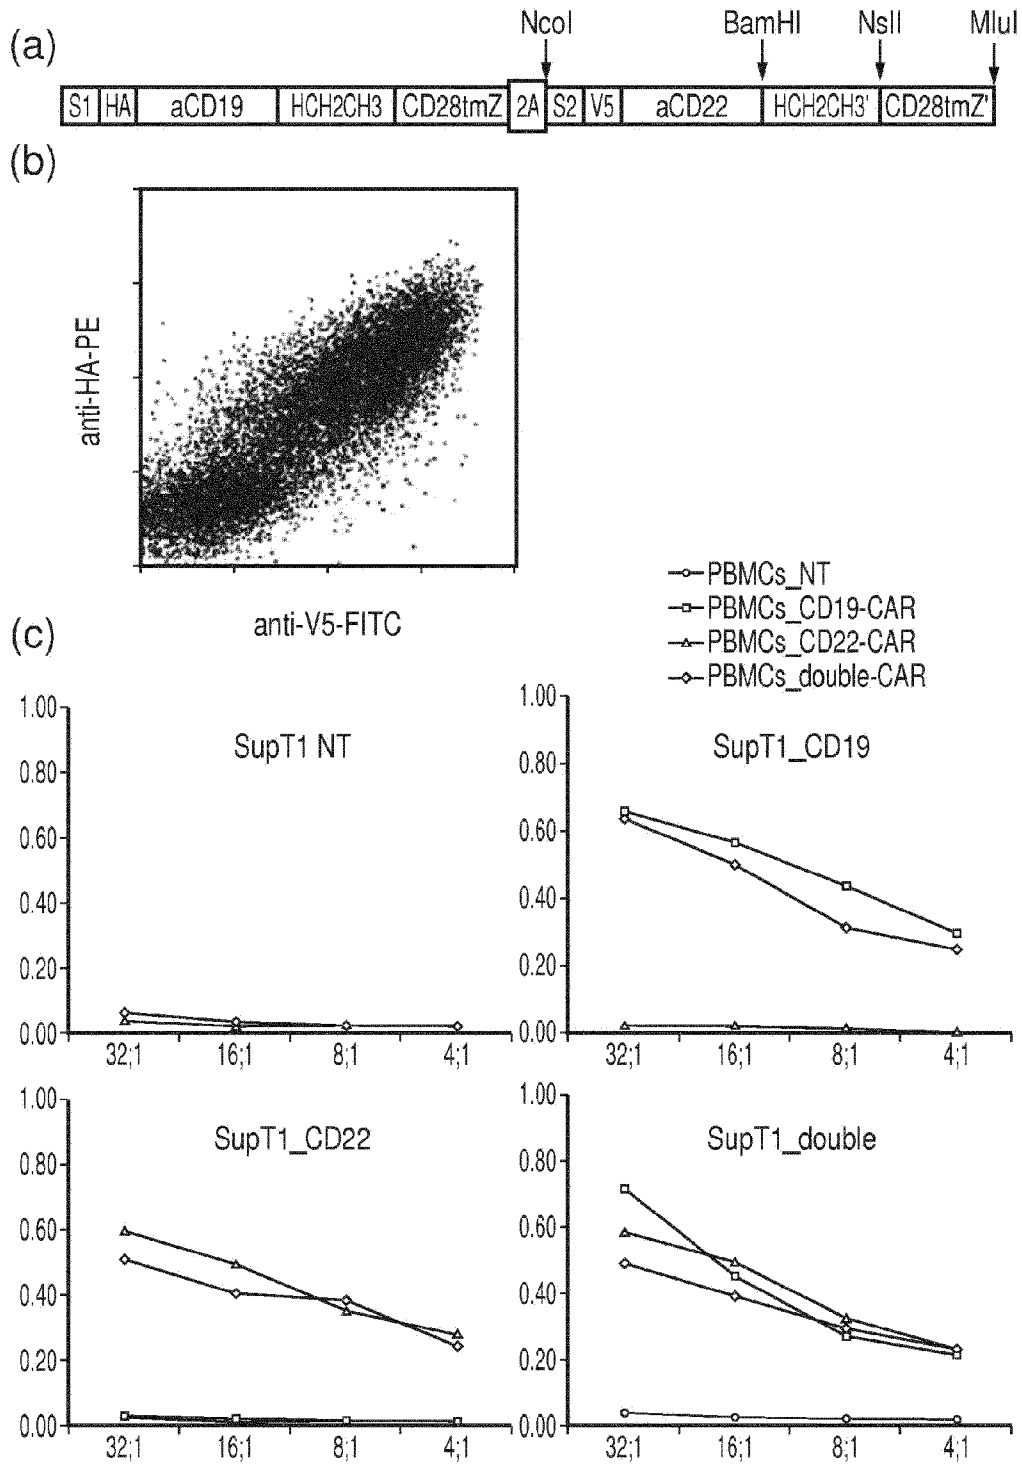 (a)
NcoI BamHI NsII MluI
S1 HA aCD19 HCH2CH3 CD28tmZ 2A S2 V5 aCD22 HCH2CH3' CD28tmZ'
(b)
anti-HA-PE
anti-V5-FITC
PBMCs_NT
PBMCs_CD19-CAR
PBMCs_CD22-CAR
PBMCs_double-CAR
(c)
SupT1 NT
1.00
0.80
0.60
0.40
0.20
0.00
32;1 16;1 8;1 4;1
SupT1_CD19
1.00
0.80
0.60
0.40
0.20
0.00
32;1 16;1 8;1 4;1
SupT1_CD22
1.00
0.80
0.60
0.40
0.20
0.00
32;1 16;1 8;1 4;1
SupT1_double
1.00
0.80
0.60
0.40
0.20
0.00
32;1 16;1 8;1 4;1